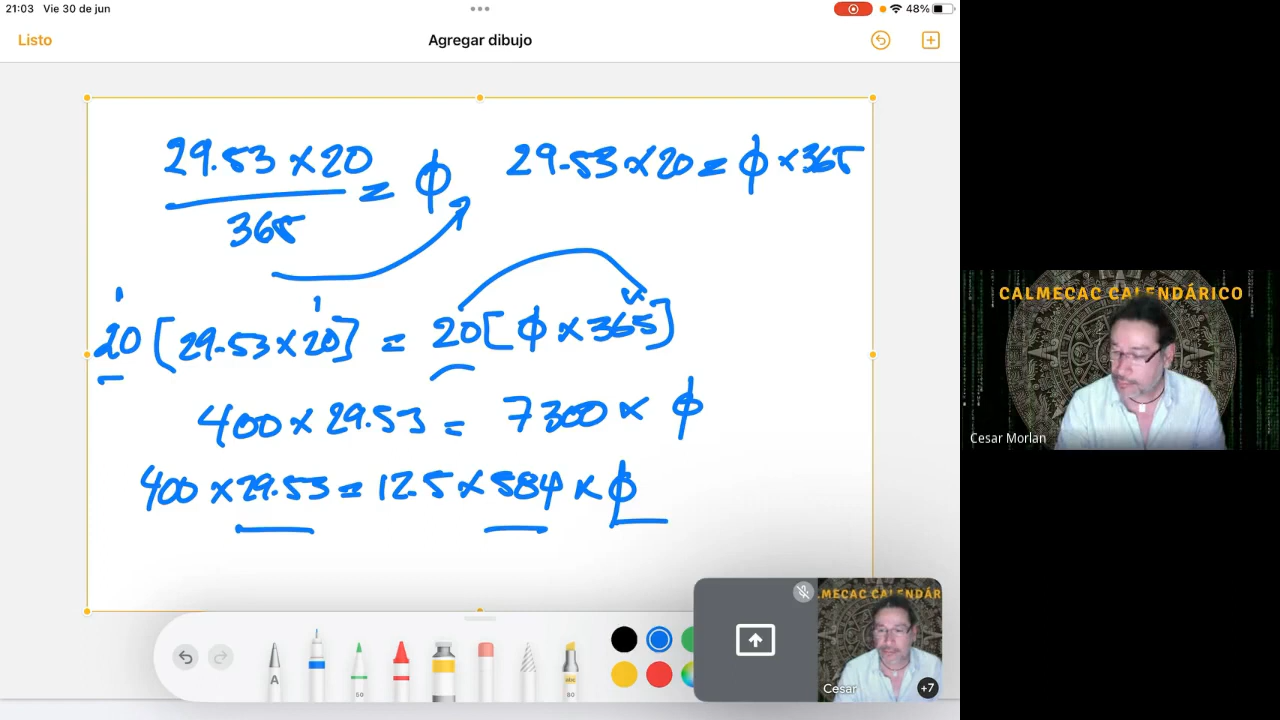 21:03 Vie 30 de jun
48%
Listo
Agregar dibujo
29.53 × 20 = ϕ
365
29.53 × 20 = ϕ × 365
20 [29.53 × 20] = 20 [ϕ × 365]
400 × 29.53 = 7300 × ϕ
400 × 29.53 = 12.5 × 584 × ϕ
A
50
80
CALMECAC CALENDÁRICO
Cesar Morlan
MECAC CALENDÁR
Cesar
+7